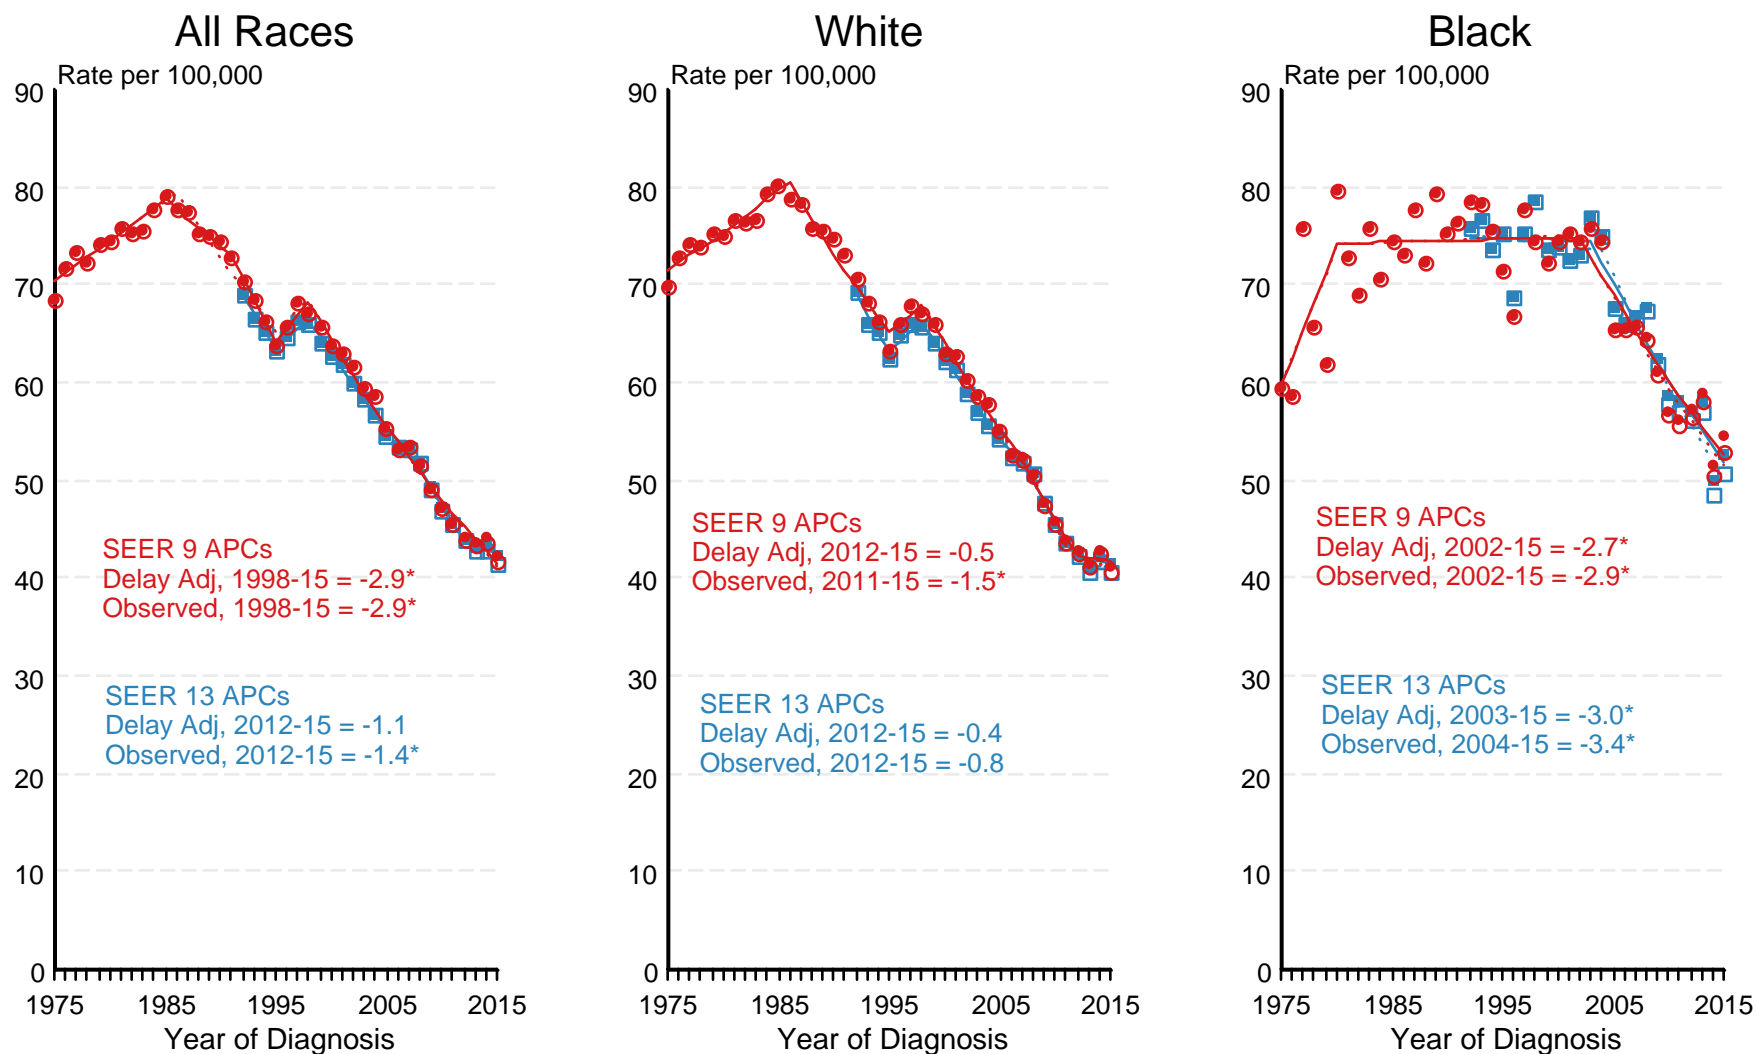 All Races
Rate per 100,000
90
80
70
60
50
40
30
20
10
0
SEER 9 APCs
Delay Adj, 1998-15 = -2.9*
Observed, 1998-15 = -2.9*
SEER 13 APCs
Delay Adj, 2012-15 = -1.1
Observed, 2012-15 = -1.4*
1975 1985 1995 2005 2015
Year of Diagnosis
White
Rate per 100,000
90
80
70
60
50
40
30
20
10
0
SEER 9 APCs
Delay Adj, 2012-15 = -0.5
Observed, 2011-15 = -1.5*
SEER 13 APCs
Delay Adj, 2012-15 = -0.4
Observed, 2012-15 = -0.8
1975 1985 1995 2005 2015
Year of Diagnosis
Black
Rate per 100,000
90
80
70
60
50
40
30
20
10
0
SEER 9 APCs
Delay Adj, 2002-15 = -2.7*
Observed, 2002-15 = -2.9*
SEER 13 APCs
Delay Adj, 2003-15 = -3.0*
Observed, 2004-15 = -3.4*
1975 1985 1995 2005 2015
Year of Diagnosis